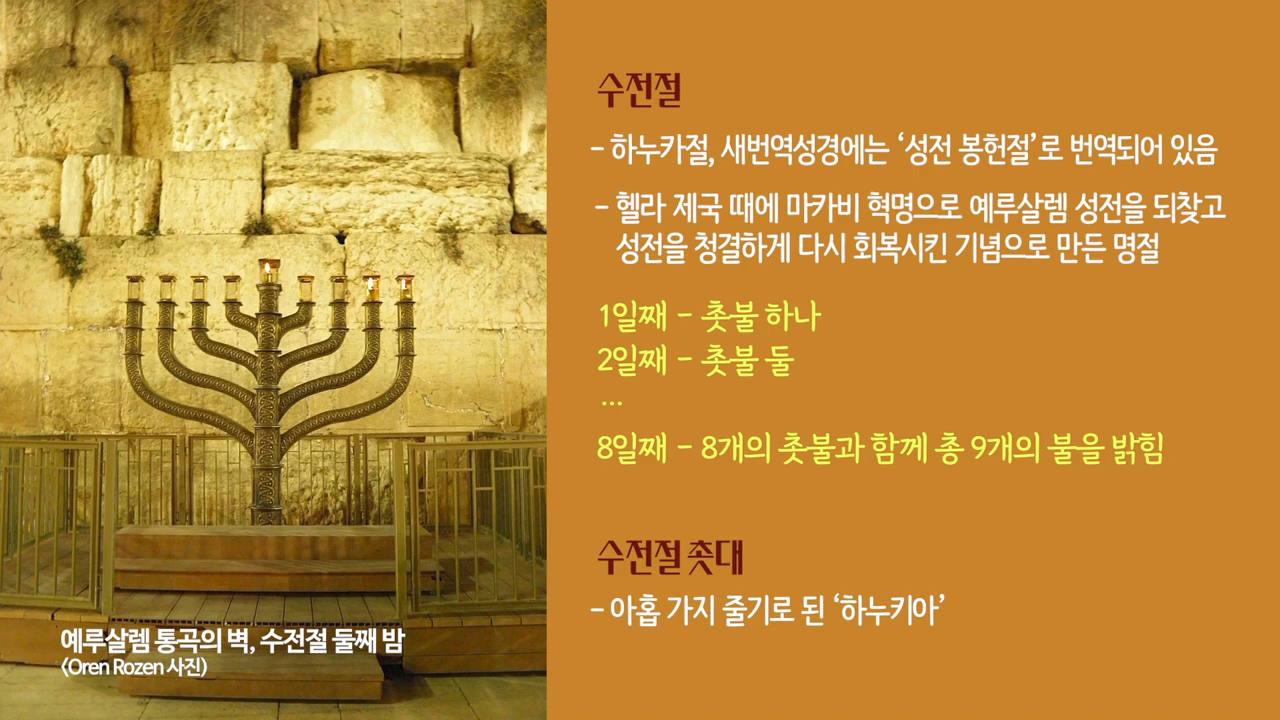 수전절
- 하누카절, 새번역성경에는 ‘성전 봉헌절’로 번역되어 있음
- 헬라 제국 때에 마카비 혁명으로 예루살렘 성전을 되찾고
성전을 청결하게 다시 회복시킨 기념으로 만든 명절
1일째 - 촛불 하나
2일째 - 촛불 둘
...
8일째 - 8개의 촛불과 함께 총 9개의 불을 밝힘
수전절 촛대
- 아홉 가지 줄기로 된 ‘하누키아’
예루살렘 통곡의 벽, 수전절 둘째 밤
(Oren Rozen 사진)